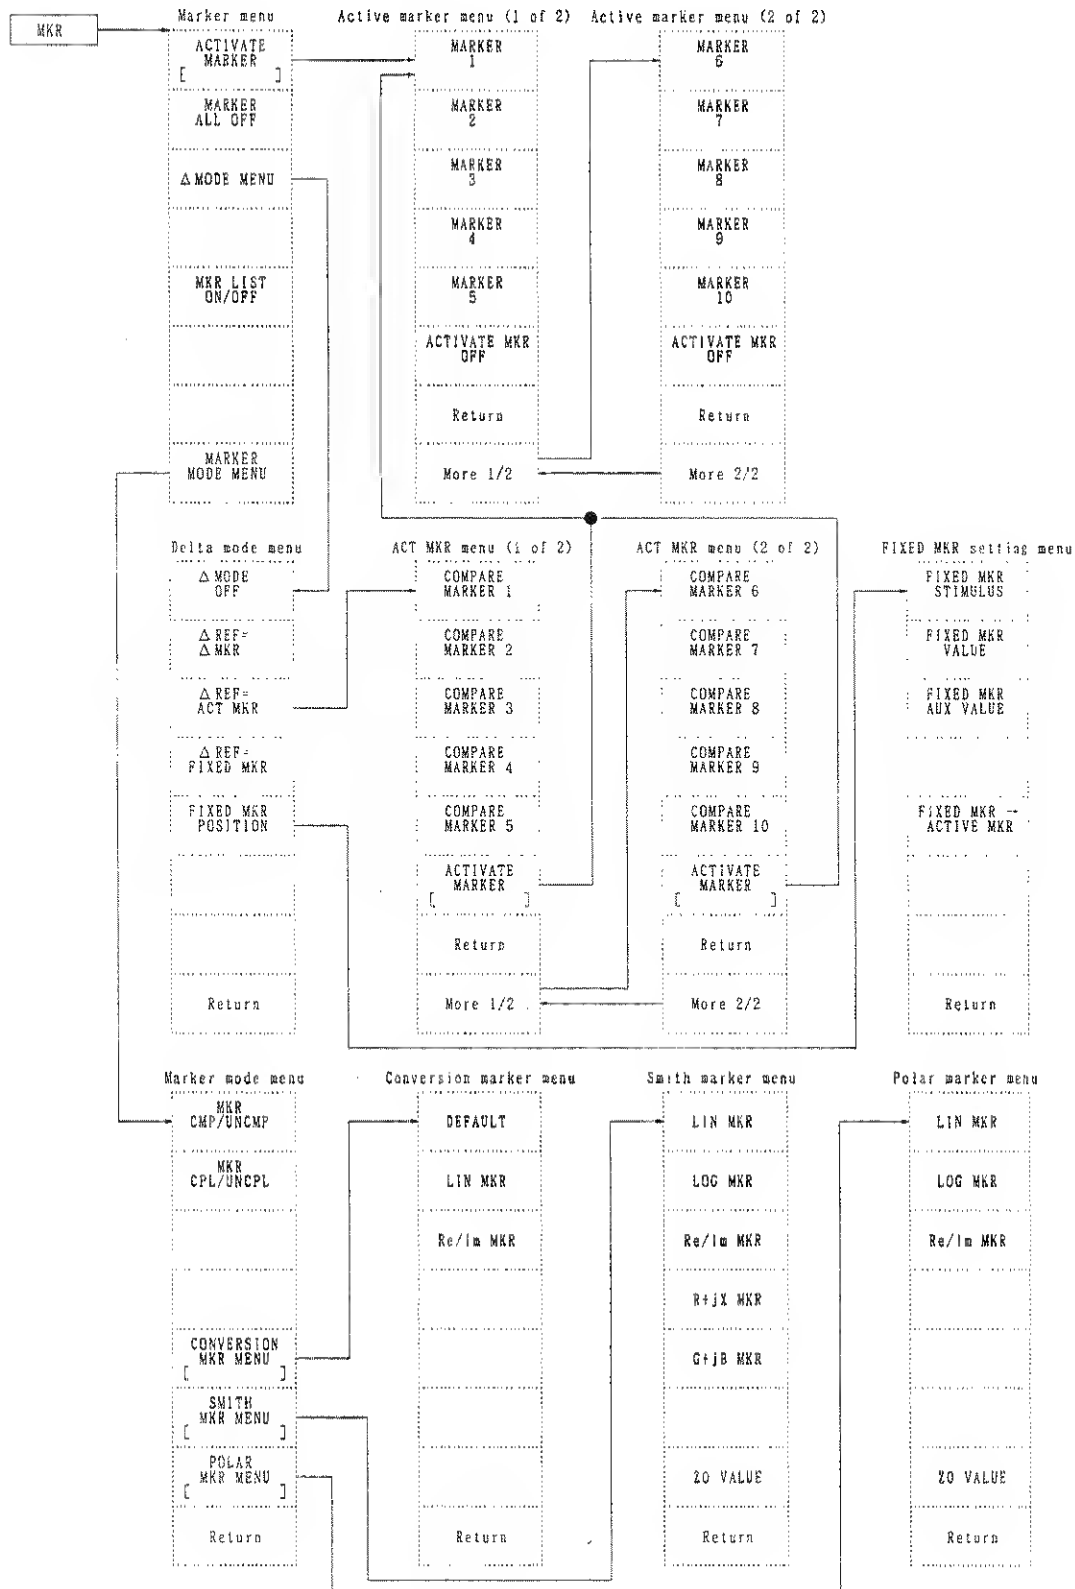 MKR
Marker menu
ACTIVATE
MARKER
[ ]
MARKER
ALL OFF
△MODE MENU
MKR LIST
ON/OFF
MARKER
MODE MENU
Active marker menu (1 of 2)
MARKER
1
MARKER
2
MARKER
3
MARKER
4
MARKER
5
ACTIVATE MKR
OFF
Return
More 1/2
Active marker menu (2 of 2)
MARKER
6
MARKER
7
MARKER
8
MARKER
9
MARKER
10
ACTIVATE MKR
OFF
Return
More 2/2
Delta mode menu
△MODE
OFF
△REF=
△MKR
△REF=
ACT MKR
△REF=
FIXED MKR
FIXED MKR
POSITION
Return
ACT MKR menu (1 of 2)
COMPARE
MARKER 1
COMPARE
MARKER 2
COMPARE
MARKER 3
COMPARE
MARKER 4
COMPARE
MARKER 5
ACTIVATE
MARKER
[ ]
Return
More 1/2
ACT MKR menu (2 of 2)
COMPARE
MARKER 6
COMPARE
MARKER 7
COMPARE
MARKER 8
COMPARE
MARKER 9
COMPARE
MARKER 10
ACTIVATE
MARKER
[ ]
Return
More 2/2
FIXED MKR setting menu
FIXED MKR
STIMULUS
FIXED MKR
VALUE
FIXED MKR
AUX VALUE
FIXED MKR →
ACTIVE MKR
Return
Marker mode menu
MKR
CMP/UNCMP
MKR
CPL/UNCPL
CONVERSION
MKR MENU
[ ]
SMITH
MKR MENU
[ ]
POLAR
MKR MENU
[ ]
Return
Conversion marker menu
DEFAULT
LIN MKR
Re/Im MKR
Return
Smith marker menu
LIN MKR
LOG MKR
Re/Im MKR
R+jX MKR
G+jB MKR
Z0 VALUE
Return
Polar marker menu
LIN MKR
LOG MKR
Re/Im MKR
Z0 VALUE
Return